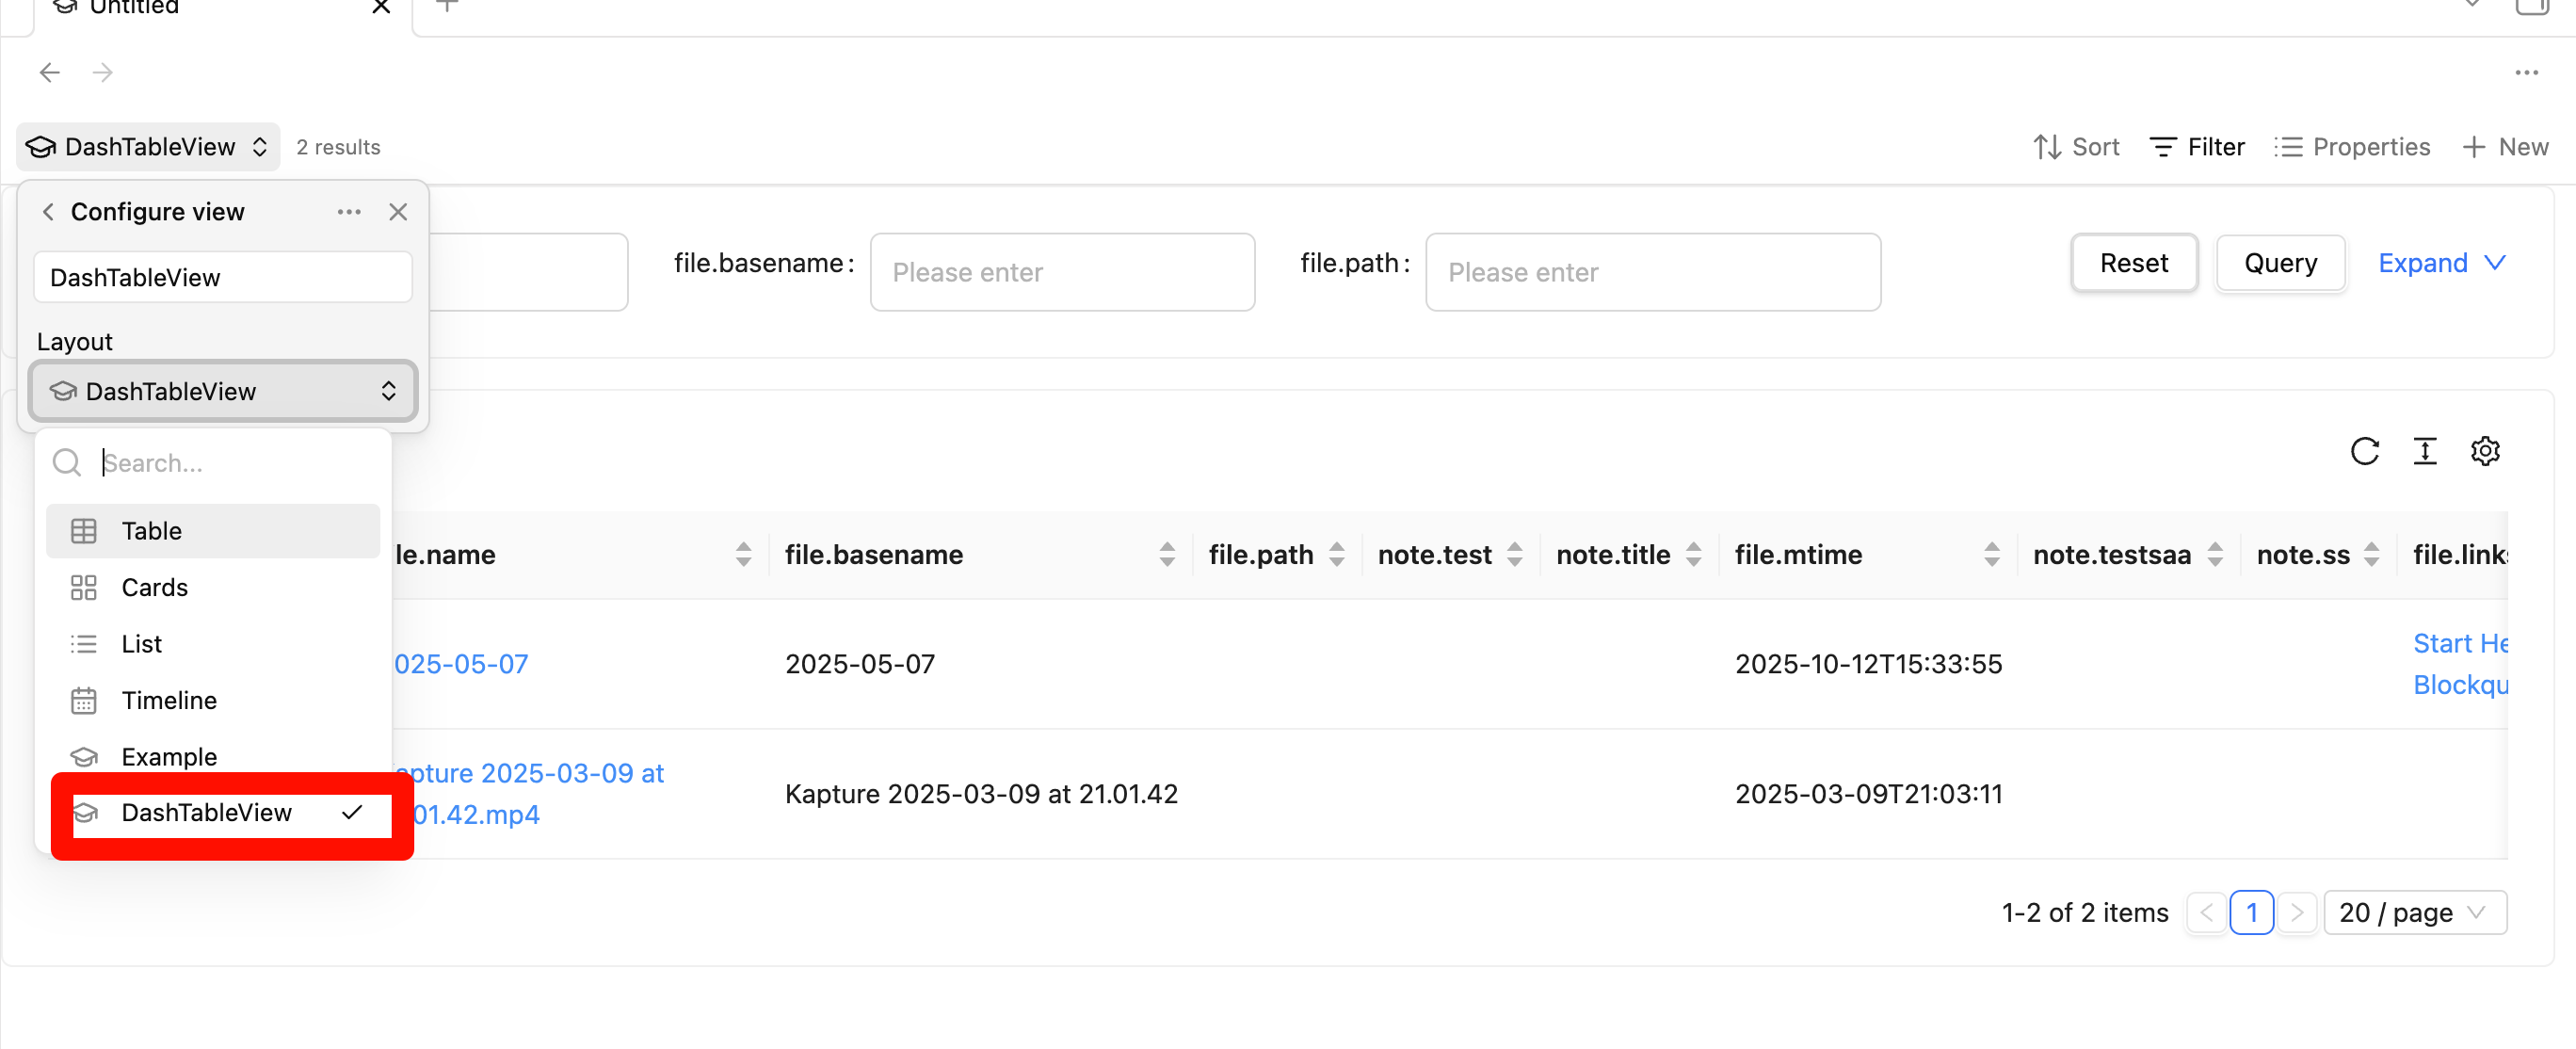 Untitled
DashTableView
2 results
Sort
Filter
Properties
New
Configure view
DashTableView
Layout
DashTableView
Search...
Table
Cards
List
Timeline
Example
DashTableView
file.basename :
Please enter
file.path :
Please enter
Reset
Query
Expand
le.name
file.basename
file.path
note.test
note.title
file.mtime
note.testsaa
note.ss
file.links
025-05-07
2025-05-07
2025-10-12T15:33:55
Start He
Blockqu
apture 2025-03-09 at
01.42.mp4
Kapture 2025-03-09 at 21.01.42
2025-03-09T21:03:11
1-2 of 2 items
1
20 / page